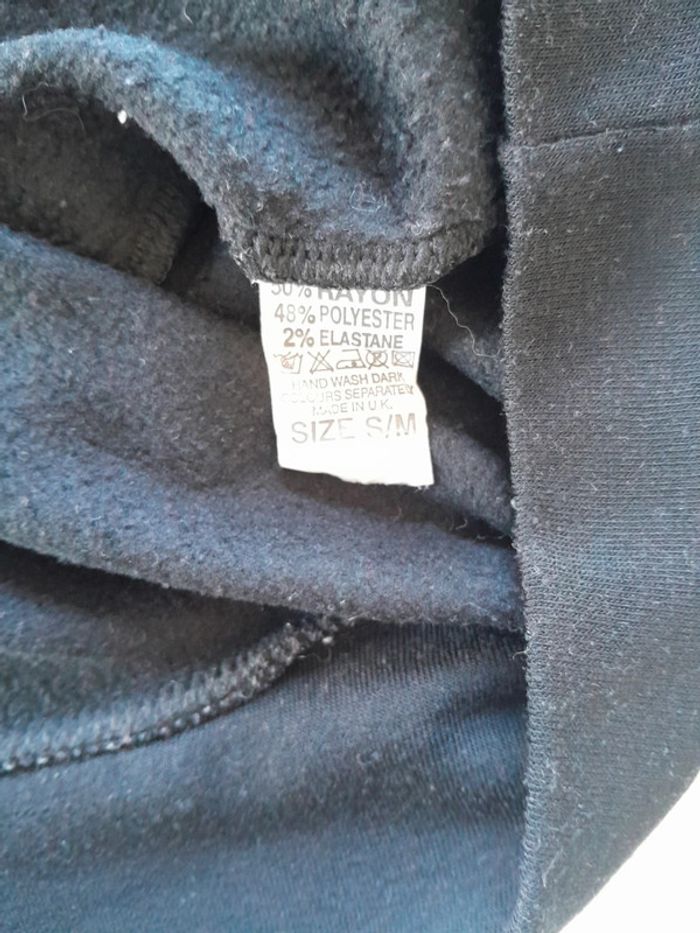 50% RAYON
48% POLYESTER
2% ELASTANE
HAND WASH DARK
COLOURS SEPARATELY
MADE IN U.K.
SIZE S/M